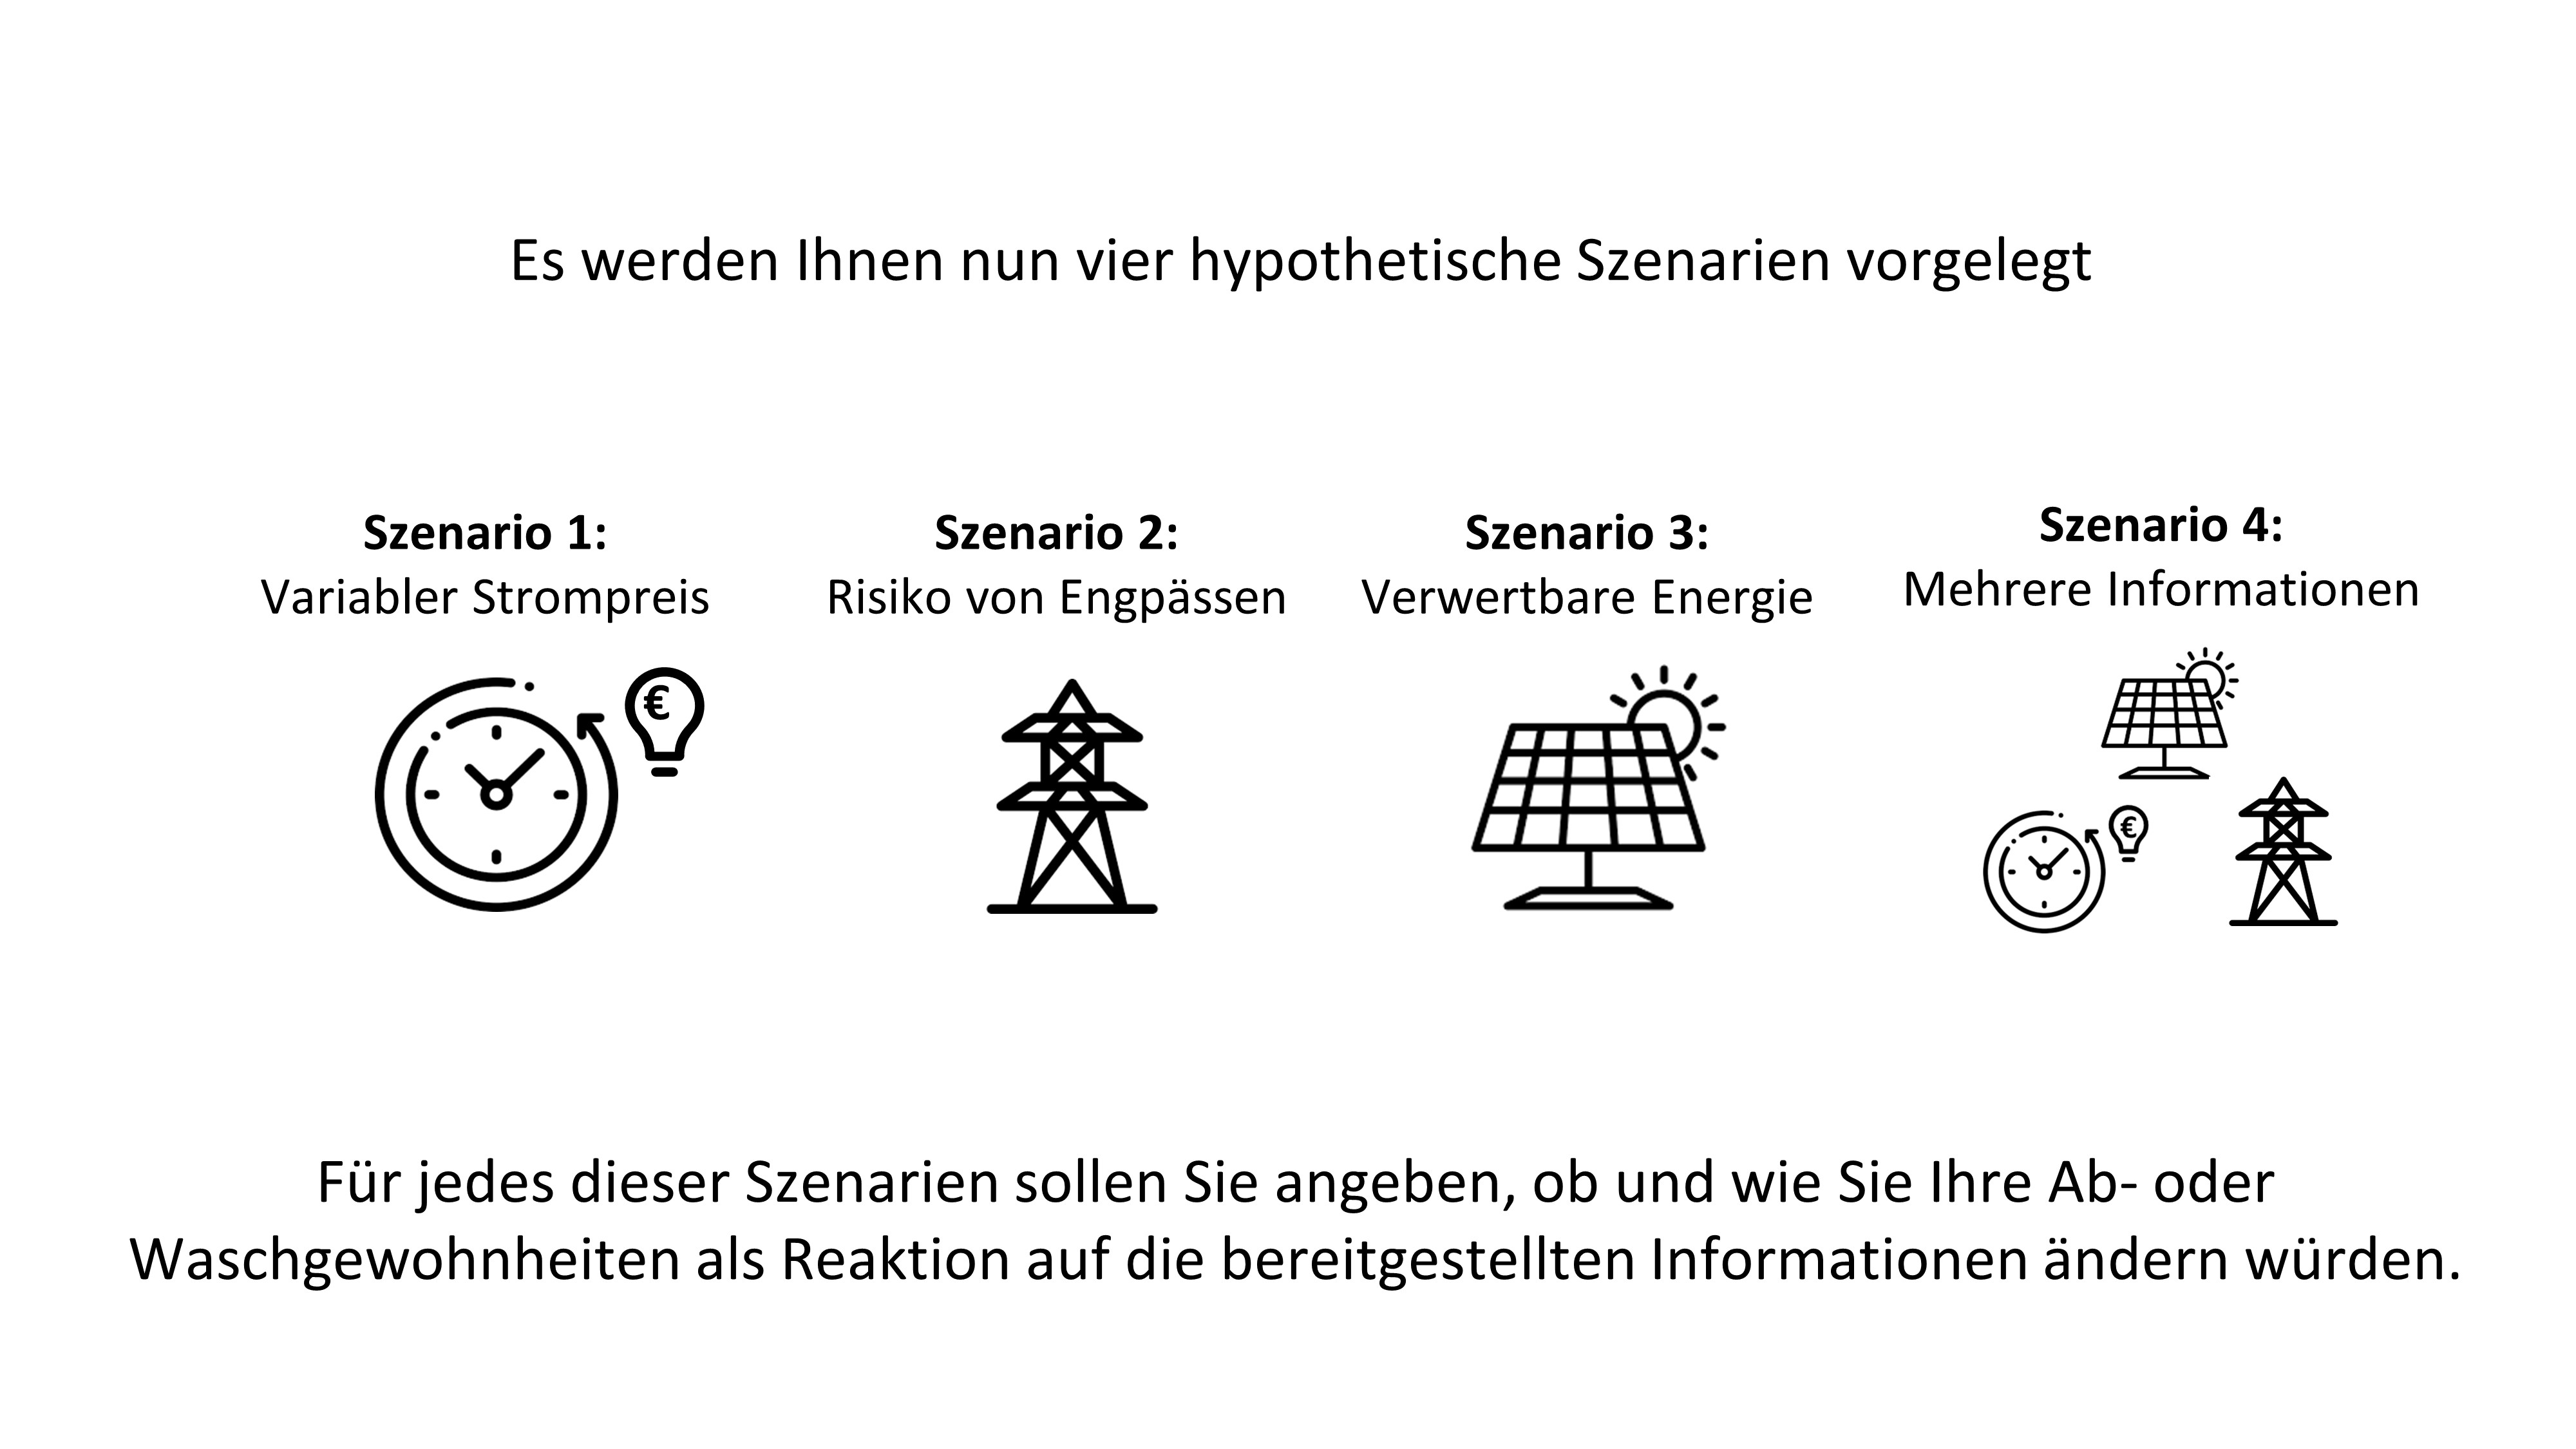 Es werden Ihnen nun vier hypothetische Szenarien vorgelegt
Szenario 1:
Variabler Strompreis
€
Szenario 2:
Risiko von Engpässen
Szenario 3:
Verwertbare Energie
Szenario 4:
Mehrere Informationen
€
Für jedes dieser Szenarien sollen Sie angeben, ob und wie Sie Ihre Ab- oder
Waschgewohnheiten als Reaktion auf die bereitgestellten Informationen ändern würden.